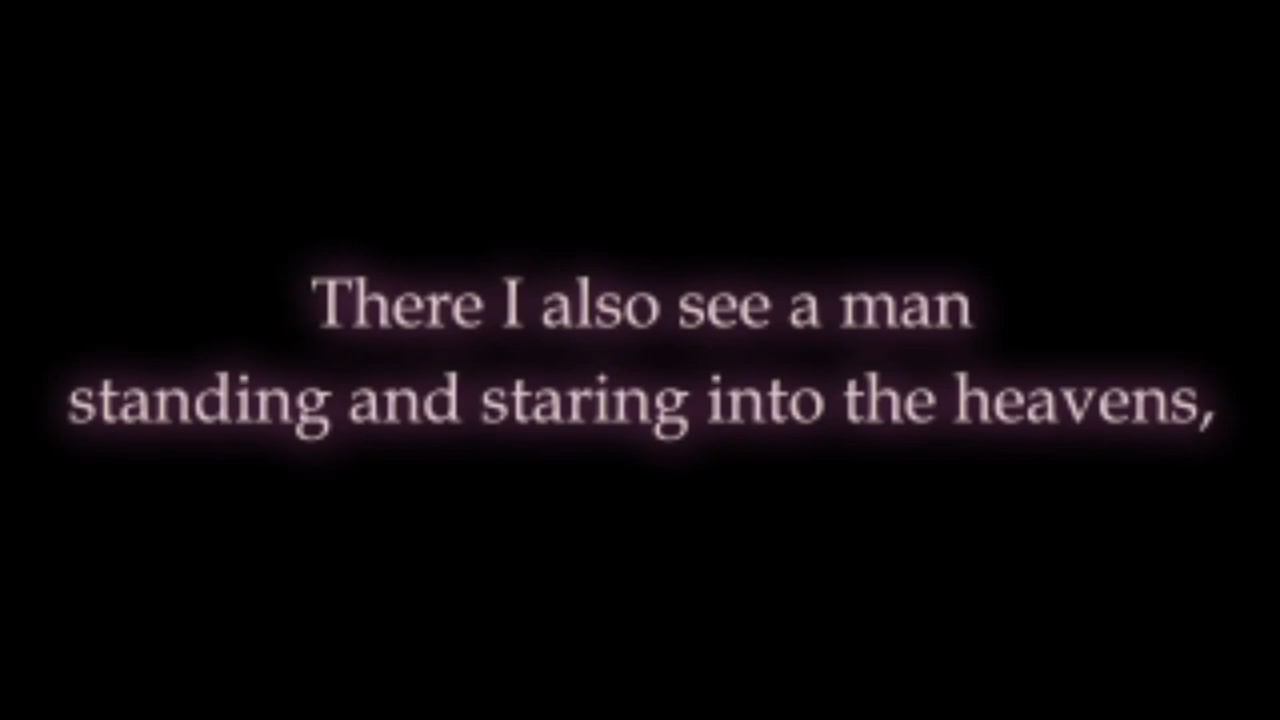 There I also see a man
standing and staring into the heavens,